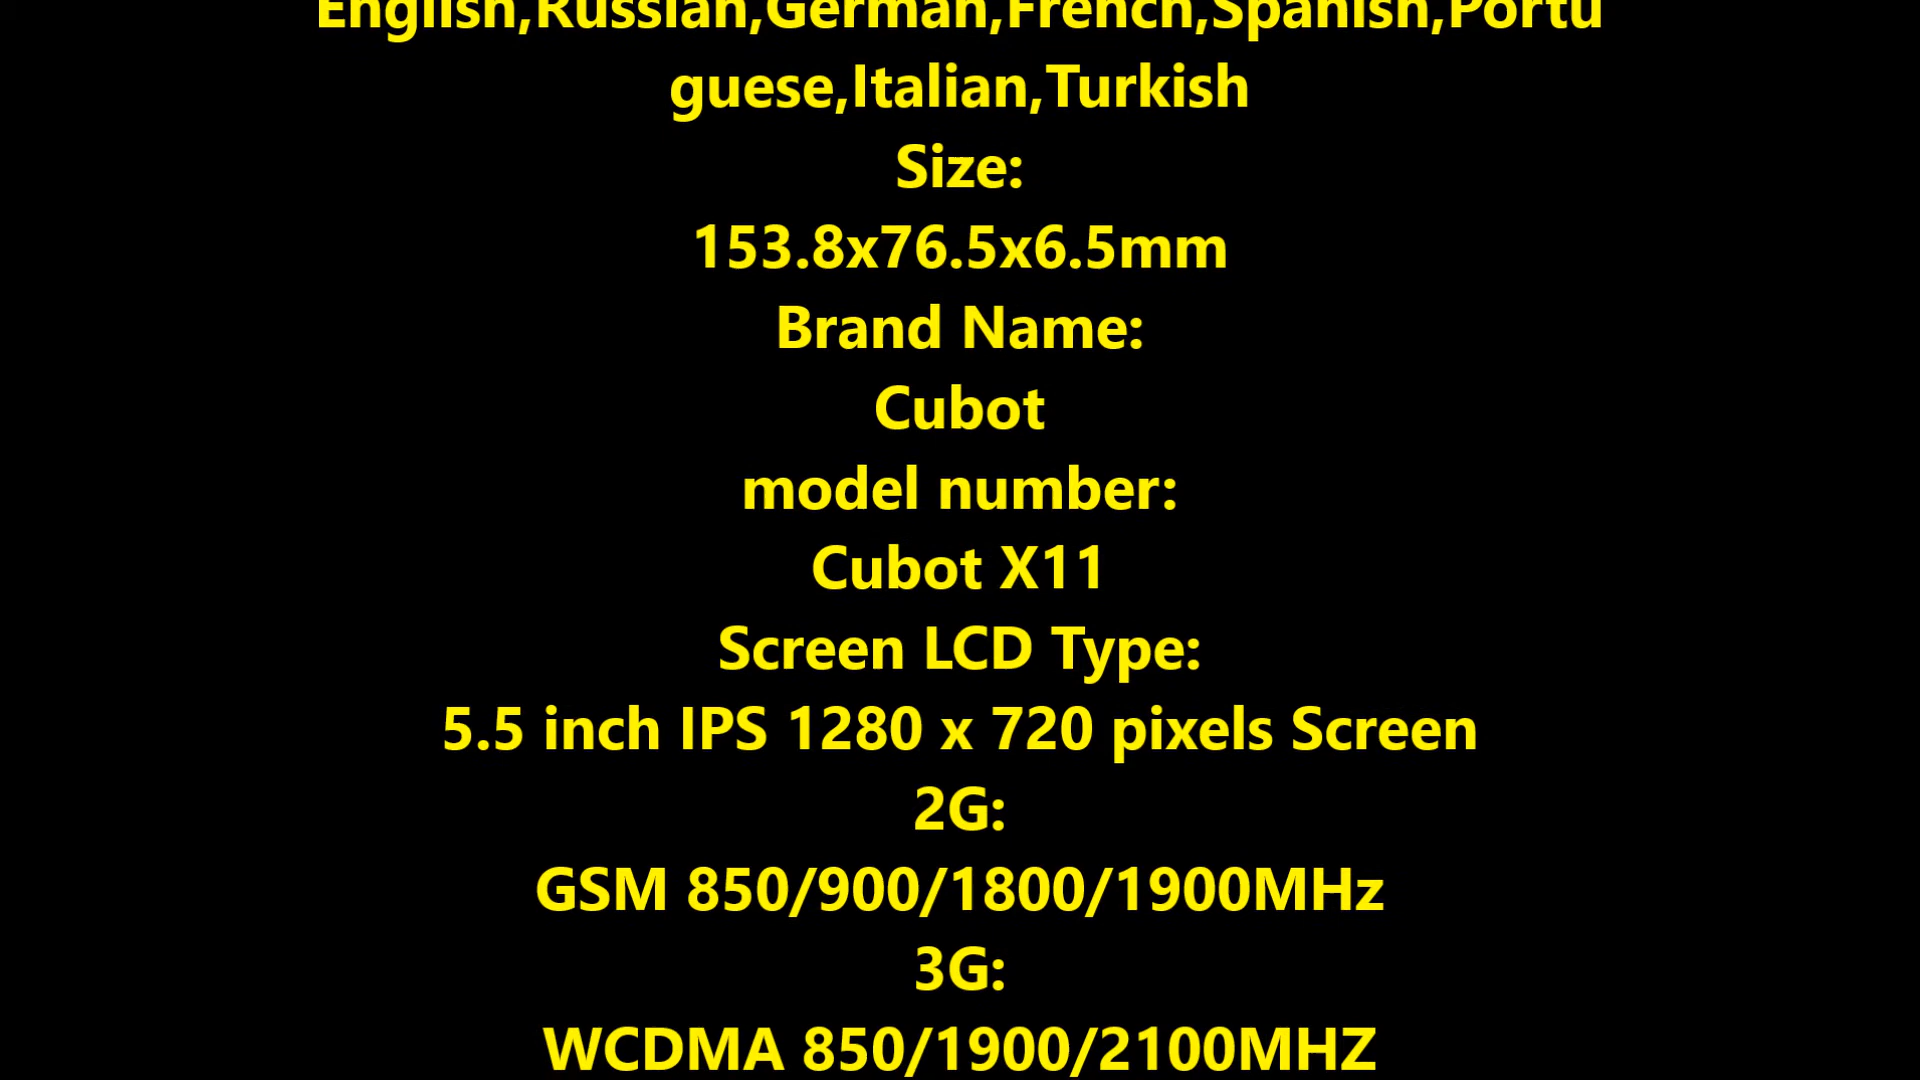 English,Russian,German,French,Spanish,Portu
guese,Italian,Turkish
Size:
153.8x76.5x6.5mm
Brand Name:
Cubot
model number:
Cubot X11
Screen LCD Type:
5.5 inch IPS 1280 x 720 pixels Screen
2G:
GSM 850/900/1800/1900MHz
3G:
WCDMA 850/1900/2100MHZ